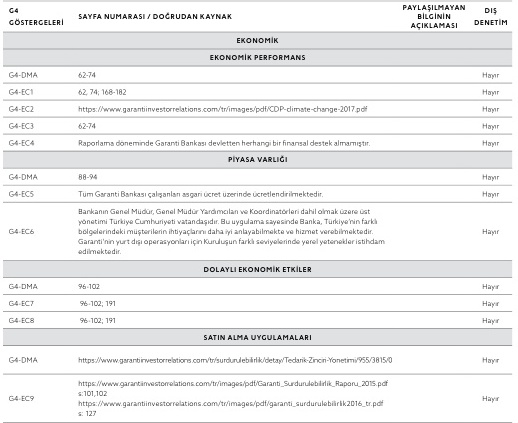 G4 GÖSTERGELERİ SAYFA NUMARASI / DOĞRUDAN KAYNAK PAYLAŞILMAYAN BİLGİNİN AÇIKLAMASI DIŞ DENETİM
EKONOMİK
EKONOMİK PERFORMANS
G4-DMA 62-74 Hayır
G4-EC1 62, 74; 168-182 Hayır
G4-EC2 https://www.garantiinvestorrelations.com/tr/images/pdf/CDP-climate-change-2017.pdf Hayır
G4-EC3 62-74 Hayır
G4-EC4 Raporlama döneminde Garanti Bankası devletten herhangi bir finansal destek almamıştır. Hayır
PİYASA VARLIĞI
G4-DMA 88-94 Hayır
G4-EC5 Tüm Garanti Bankası çalışanları asgari ücret üzerinde ücretlendirilmektedir. Hayır
Bankanın Genel Müdür, Genel Müdür Yardımcıları ve Koordinatörleri dahil olmak üzere üst
yönetimi Türkiye Cumhuriyeti vatandaşıdır. Bu uygulama sayesinde Banka, Türkiye'nin farklı
G4-EC6 bölgelerindeki müşterilerin ihtiyaçlarını daha iyi anlayabilmekte ve hizmet verebilmektedir. Hayır
Garanti'nin yurt dışı operasyonları için Kuruluşun farklı seviyelerinde yerel yetenekler istihdam
edilmektedir.
DOLAYLI EKONOMİK ETKİLER
G4-DMA 96-102 Hayır
G4-EC7 96-102; 191 Hayır
G4-EC8 96-102; 191 Hayır
SATIN ALMA UYGULAMALARI
G4-DMA https://www.garantiinvestorrelations.com/tr/surdurulebilirlik/detay/Tedarik-Zinciri-Yonetimi/955/3815/0 Hayır
https://www.garantiinvestorrelations.com/tr/images/pdf/Garanti_Surdurulebilirlik_Raporu_2015.pdf
G4-EC9 s:101,102 Hayır
https://www.garantiinvestorrelations.com/tr/images/pdf/garanti_surdurulebilirlik2016_tr.pdf
s: 127